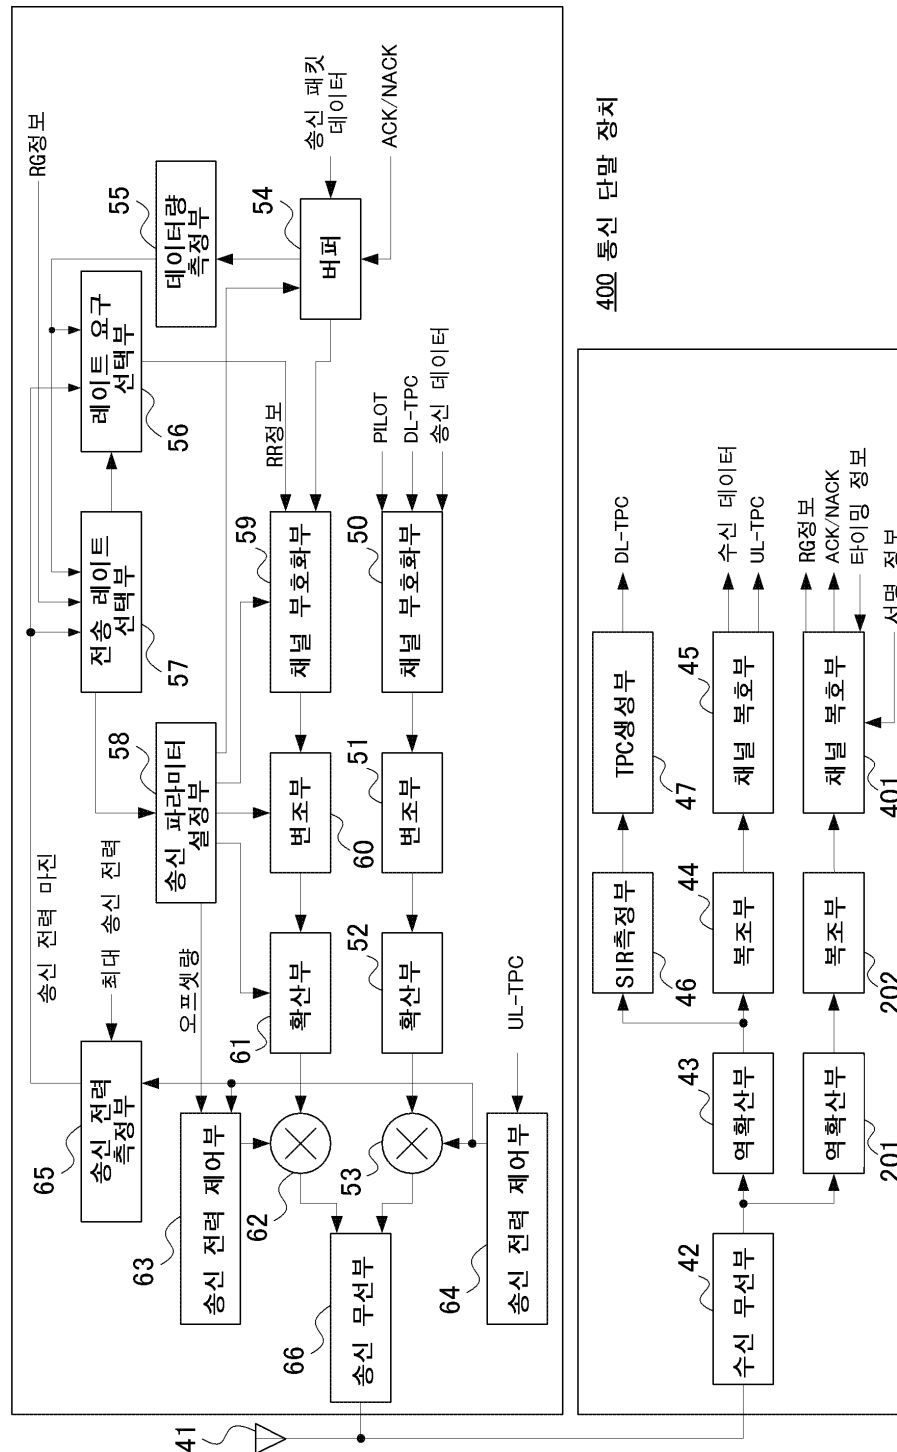 400 통신 단말 장치
41
수신 무선부
42
역확산부
43
복조부
44
채널 복호부
45
수신 데이터
UL-TPC
SIR측정부
46
TPC생성부
47
DL-TPC
역확산부
201
복조부
202
채널 복호부
401
RG정보
ACK/NACK
타이밍 정보
서명 정보
송신 전력
측정부
65
송신 전력 마진
최대 송신 전력
오프셋량
송신 전력 제어부
63
62
53
송신 무선부
66
송신 전력 제어부
64
UL-TPC
송신 파라미터
설정부
58
전송 레이트
선택부
57
레이트 요구
선택부
56
RG정보
데이터량
측정부
55
버퍼
54
송신 패킷
데이터
ACK/NACK
RR정보
채널 부호화부
59
변조부
60
확산부
61
PILOT
DL-TPC
송신 데이터
채널 부호화부
50
변조부
51
확산부
52